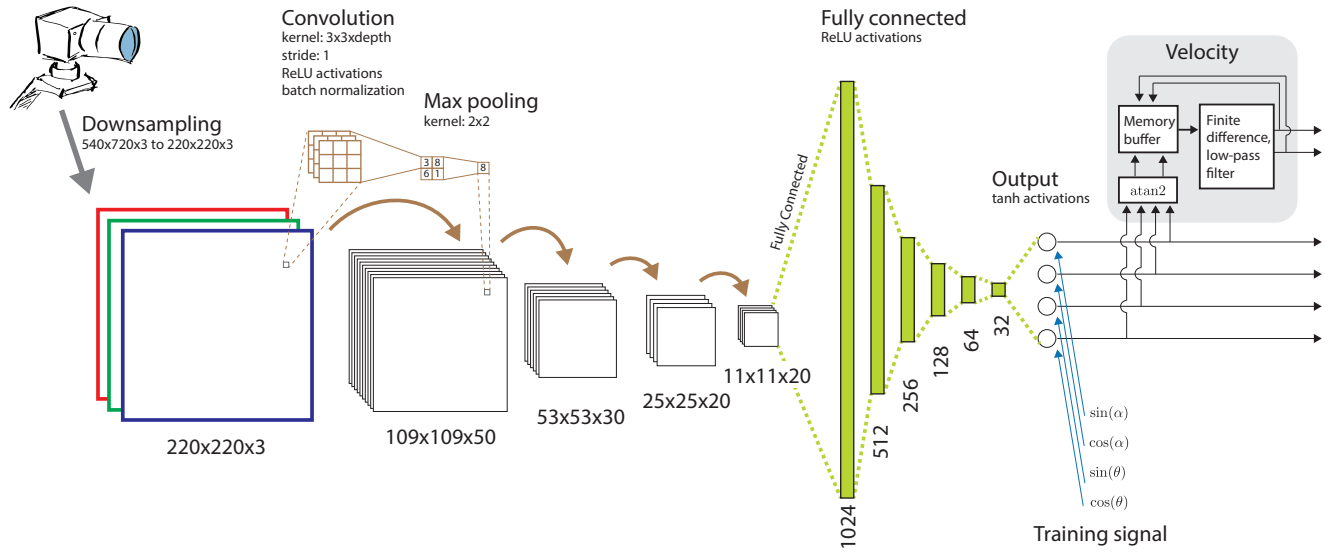 Convolution
kernel: 3x3xdepth
stride: 1
ReLU activations
batch normalization
Max pooling
kernel: 2x2
Downsampling
540x720x3 to 220x220x3
3 8
6 1
8
220x220x3
109x109x50
53x53x30
25x25x20
11x11x20
Fully Connected
Fully connected
ReLU activations
1024
512
256
128
64
32
Output
tanh activations
Velocity
Memory
buffer
Finite
difference,
low-pass
filter
atan2
sin(α)
cos(α)
sin(θ)
cos(θ)
Training signal